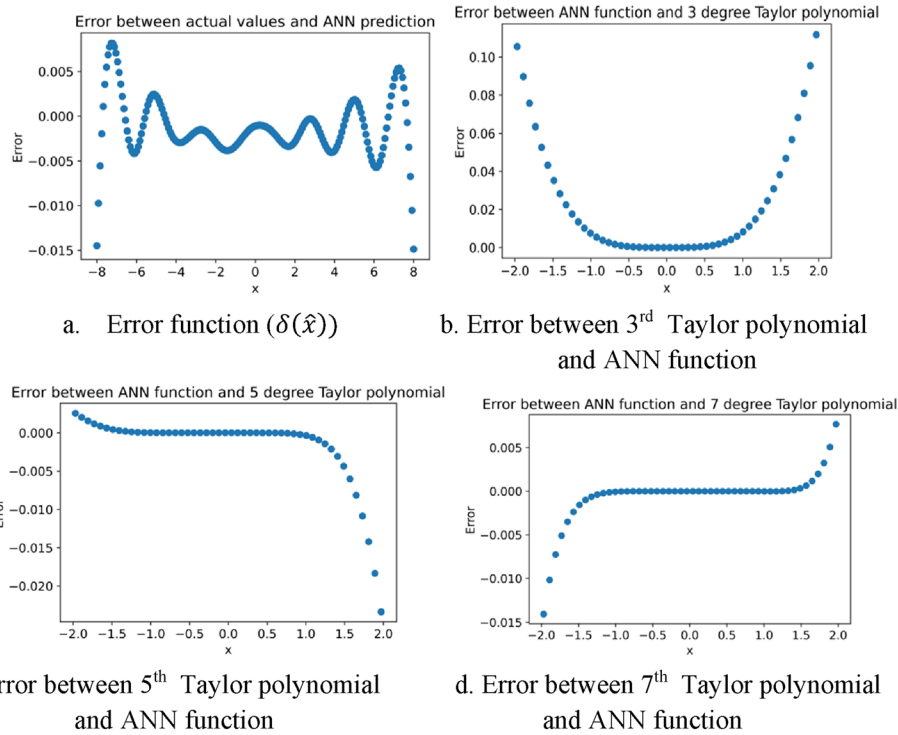 Error between actual values and ANN prediction
Error
0.005
0.000
−0.005
−0.010
−0.015
−8 −6 −4 −2 0 2 4 6 8
x
a. Error function (δ(x̂))
Error between ANN function and 3 degree Taylor polynomial
Error
0.10
0.08
0.06
0.04
0.02
0.00
−2.0 −1.5 −1.0 −0.5 0.0 0.5 1.0 1.5 2.0
x
b. Error between 3rd Taylor polynomial
and ANN function
Error between ANN function and 5 degree Taylor polynomial
0.000
−0.005
−0.010
−0.015
−0.020
−2.0 −1.5 −1.0 −0.5 0.0 0.5 1.0 1.5 2.0
x
rror between 5th Taylor polynomial
and ANN function
Error between ANN function and 7 degree Taylor polynomial
Error
0.005
0.000
−0.005
−0.010
−0.015
−2.0 −1.5 −1.0 −0.5 0.0 0.5 1.0 1.5 2.0
x
d. Error between 7th Taylor polynomial
and ANN function